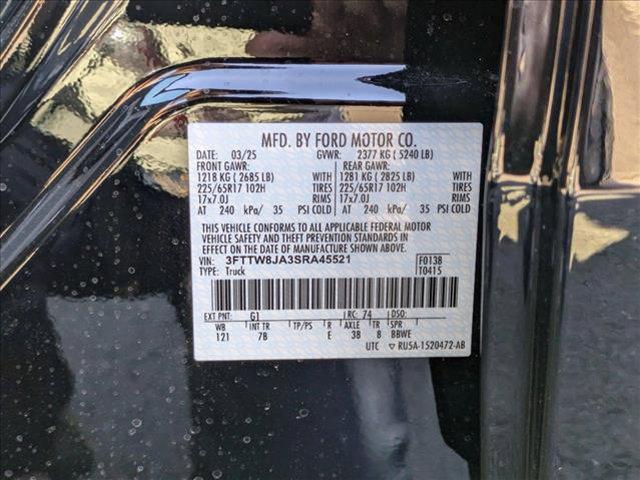 MFD. BY FORD MOTOR CO.
DATE: 03/25 GVWR: 2377 KG ( 5240 LB)
FRONT GAWR: REAR GAWR:
1218 KG ( 2685 LB) WITH 1281 KG ( 2825 LB) WITH
225/65R17 102H TIRES 225/65R17 102H TIRES
17x7.0J RIMS 17x7.0J RIMS
AT 240 kPa/ 35 PSI COLD AT 240 kPa/ 35 PSI COLD
THIS VEHICLE CONFORMS TO ALL APPLICABLE FEDERAL MOTOR
VEHICLE SAFETY AND THEFT PREVENTION STANDARDS IN
EFFECT ON THE DATE OF MANUFACTURE SHOWN ABOVE.
VIN: 3FTTW8JA3SRA45521 F0138
TYPE: Truck T0415
EXT PNT: G1 RC: 74 DSO:
WB INT TR TP/PS R AXLE TR SPR
121 7B E 38 8 BBWE
UTC RU5A-1520472-AB